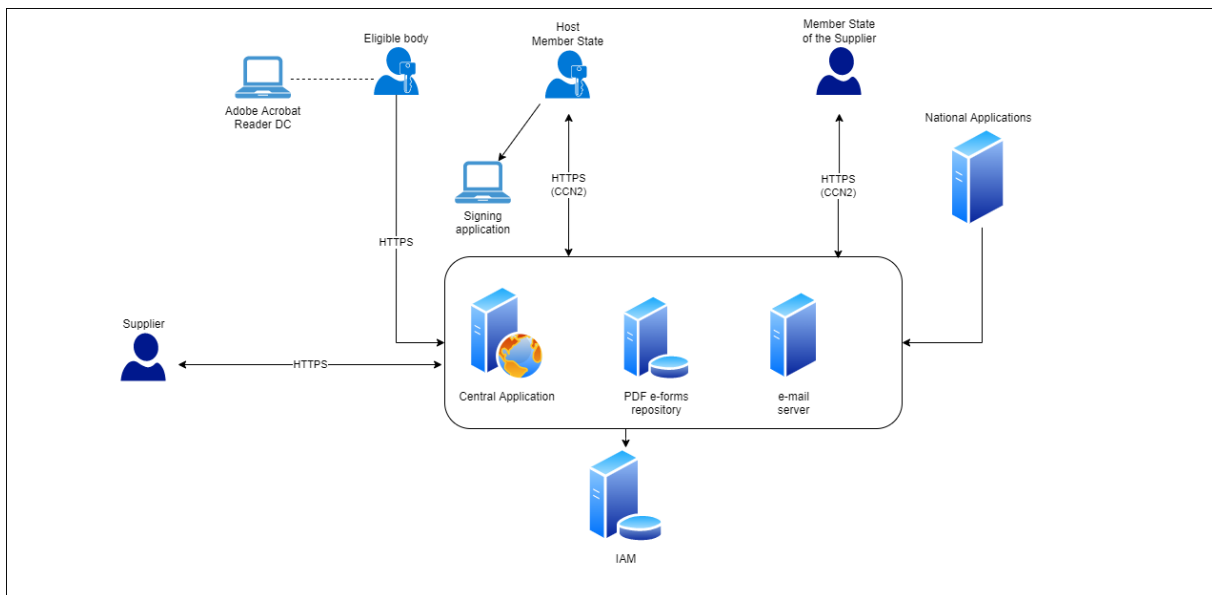 Host
Member State
Member State
of the Supplier
Eligible body
Adobe Acrobat
Reader DC
National Applications
HTTPS
(CCN2)
HTTPS
(CCN2)
Signing
application
HTTPS
Supplier
HTTPS
Central Application
PDF e-forms
repository
e-mail
server
IAM